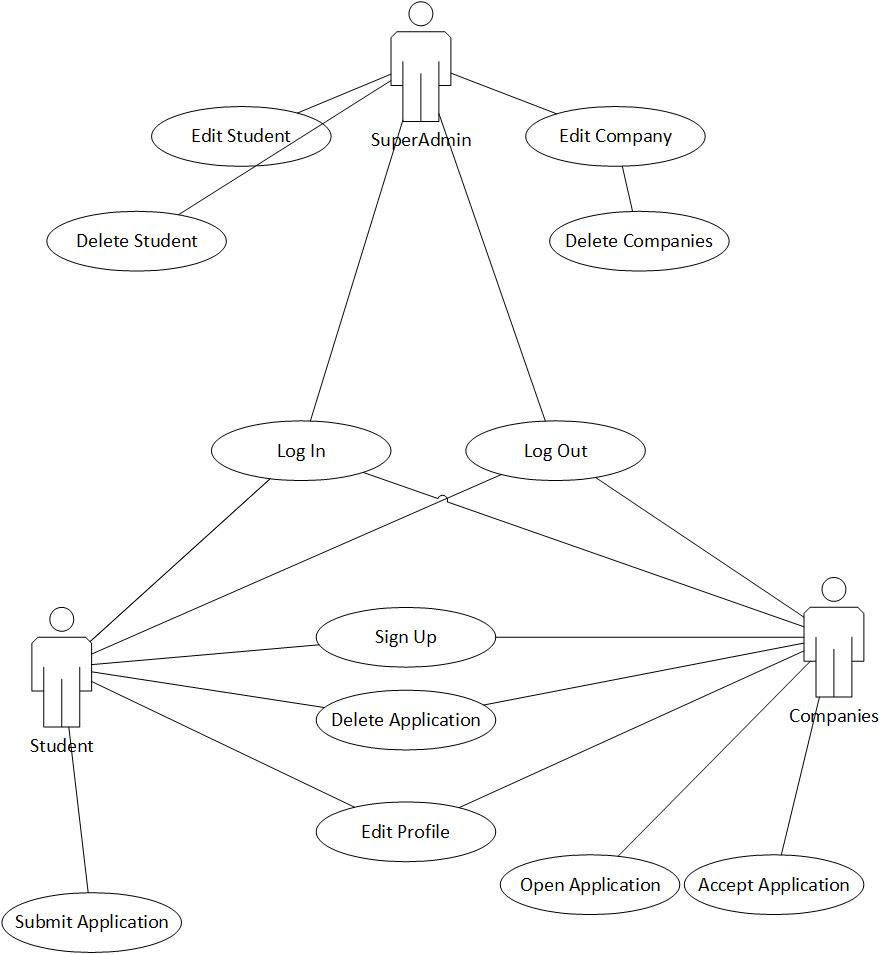 Edit Student
SuperAdmin
Edit Company
Delete Student
Delete Companies
Log In
Log Out
Sign Up
Delete Application
Companies
Student
Edit Profile
Open Application
Accept Application
Submit Application